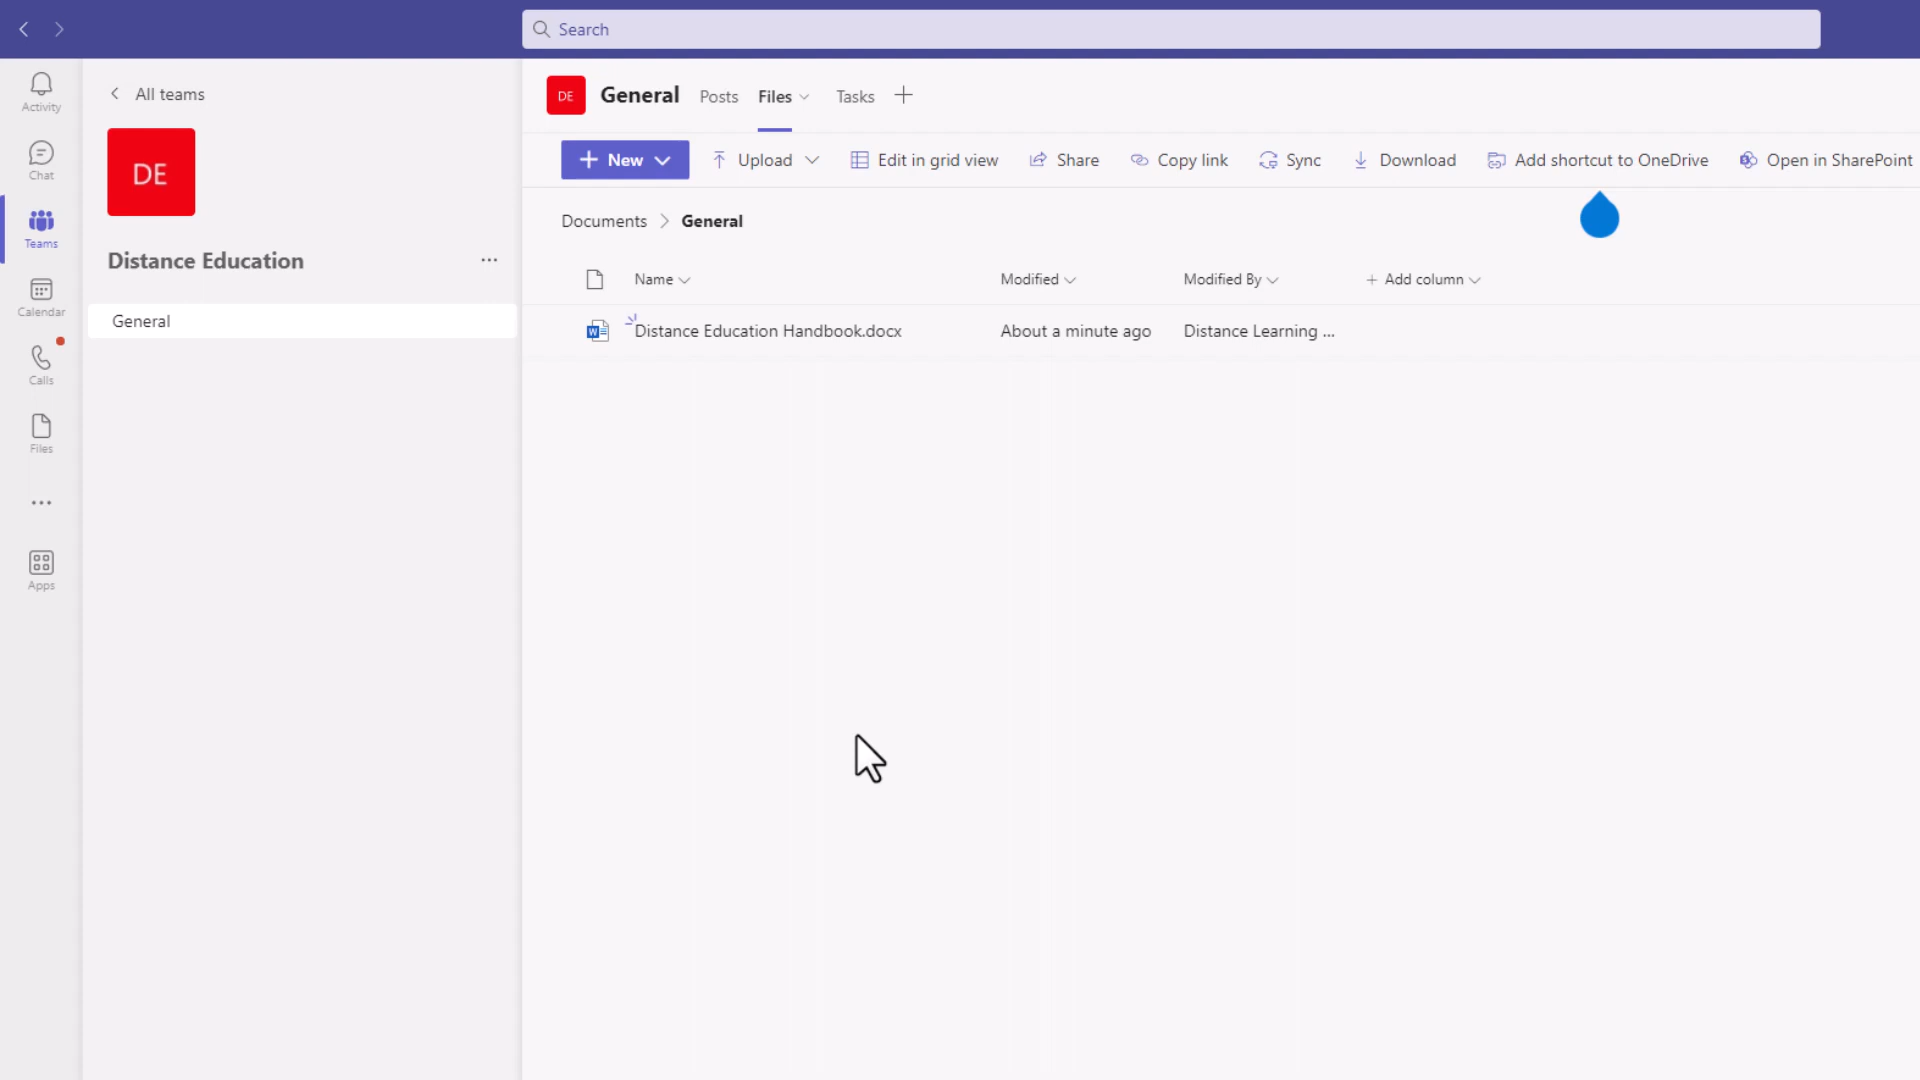 Search
Activity
Chat
Teams
Calendar
Calls
Files
Apps
All teams
DE
Distance Education
General
DE General Posts Files Tasks
New Upload Edit in grid view Share Copy link Sync Download Add shortcut to OneDrive Open in SharePoint
Documents > General
Name Modified Modified By + Add column
Distance Education Handbook.docx About a minute ago Distance Learning ...